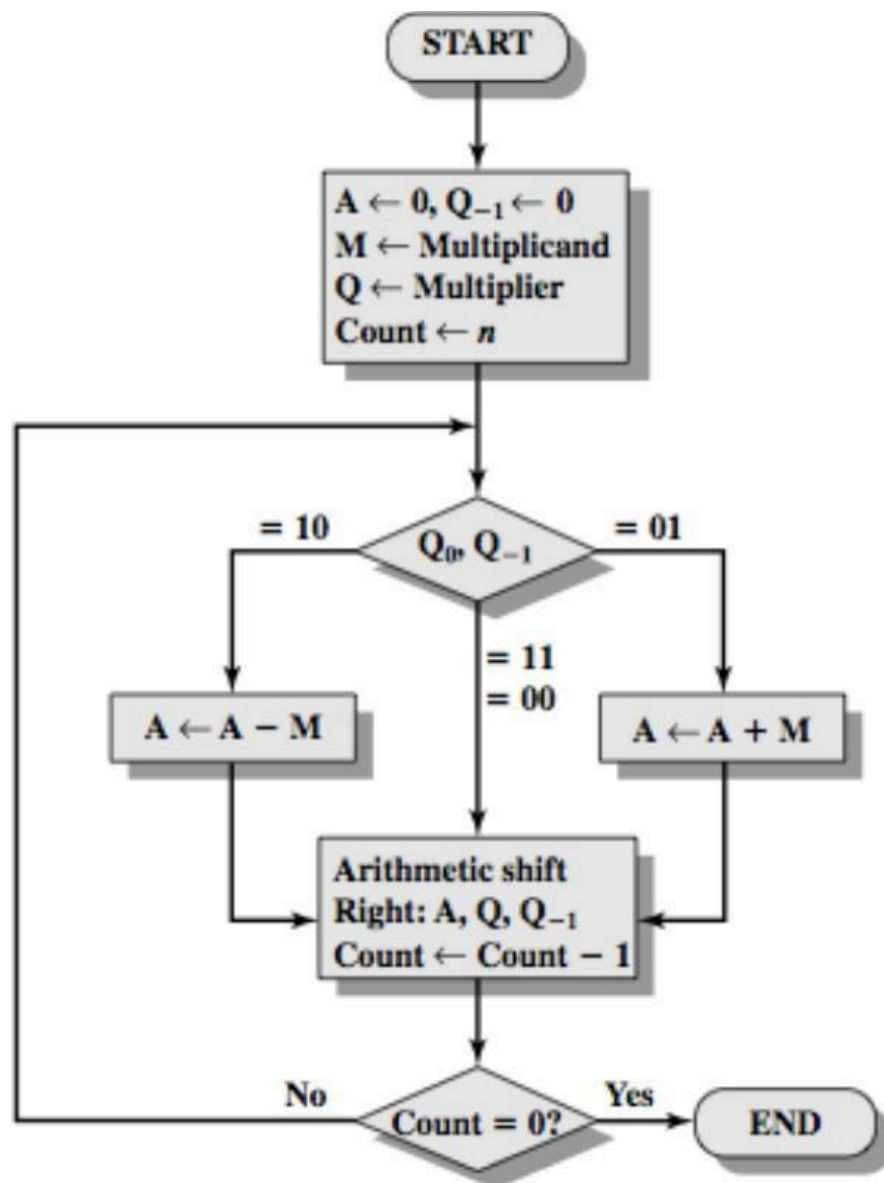 START
A ← 0, Q₋₁ ← 0
M ← Multiplicand
Q ← Multiplier
Count ← n
= 10
Q₀, Q₋₁
= 01
= 11
= 00
A ← A − M
A ← A + M
Arithmetic shift
Right: A, Q, Q₋₁
Count ← Count − 1
No
Count = 0?
Yes
END